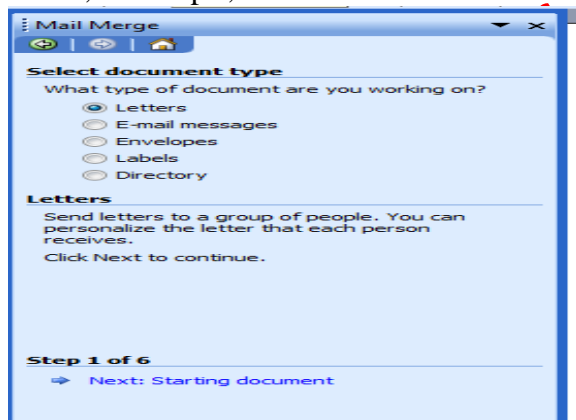 Mail Merge
Select document type
What type of document are you working on?
Letters
E-mail messages
Envelopes
Labels
Directory
Letters
Send letters to a group of people. You can
personalize the letter that each person
receives.
Click Next to continue.
Step 1 of 6
Next: Starting document